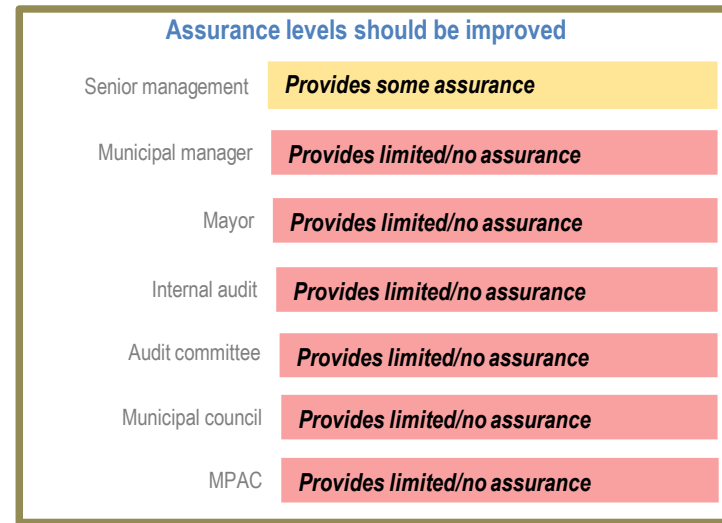 Assurance levels should be improved
Senior management Provides some assurance
Municipal manager Provides limited/no assurance
Mayor Provides limited/no assurance
Internal audit Provides limited/no assurance
Audit committee Provides limited/no assurance
Municipal council Provides limited/no assurance
MPAC Provides limited/no assurance